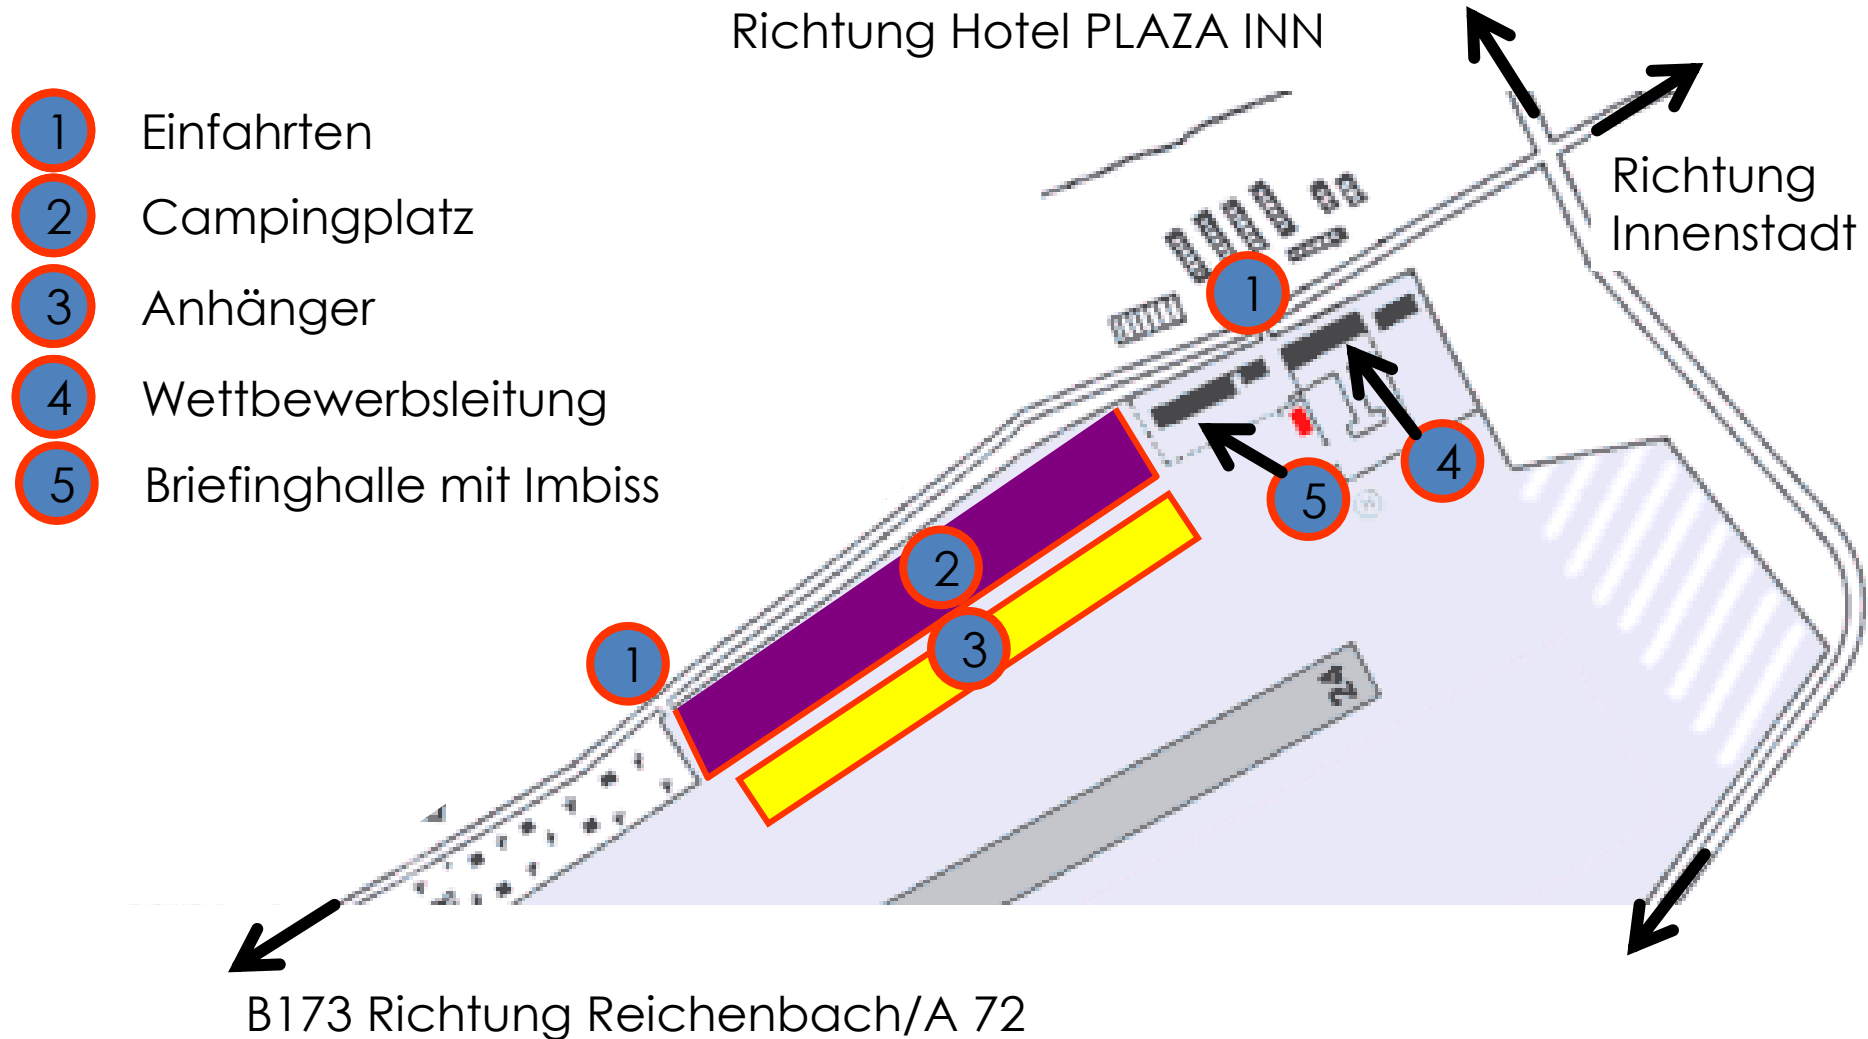 Richtung Hotel PLAZA INN
1 Einfahrten
2 Campingplatz
3 Anhänger
4 Wettbewerbsleitung
5 Briefinghalle mit Imbiss
Richtung
Innenstadt
1
4
5
2
3
1
24
B173 Richtung Reichenbach/A 72